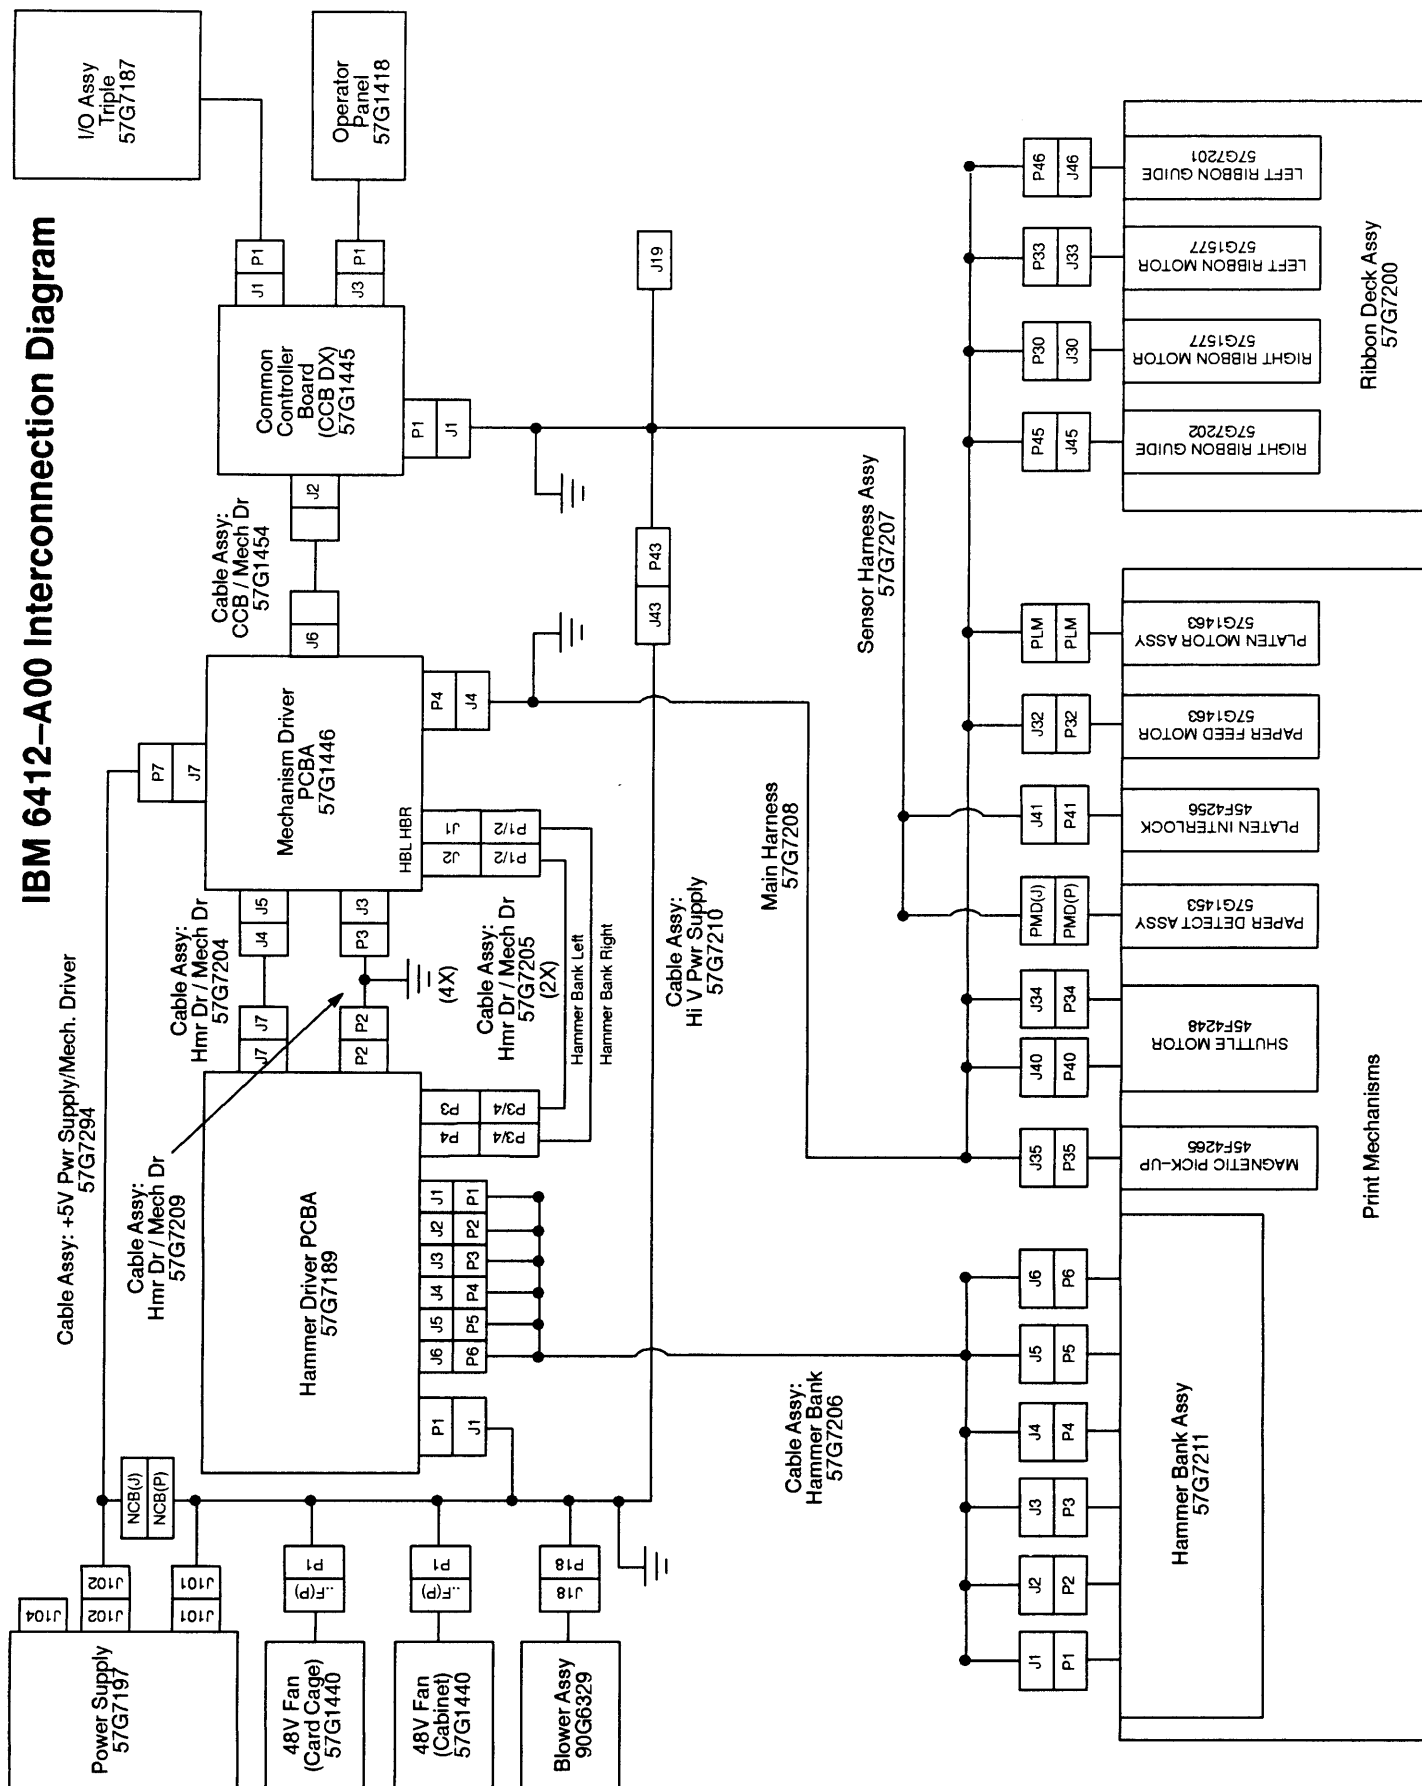 IBM 6412–A00 Interconnection Diagram
I/O Assy
Triple
57G7187
Operator
Panel
57G1418
P1
J1
P1
J3
Common
Controller
Board
(CCB DX)
57G1445
P1
J1
J2
J19
Cable Assy:
CCB / Mech Dr
57G1454
J6
Mechanism Driver
PCBA
57G1446
P7
J7
P4
J4
HBL HBR
J1
P1/2
J2
P1/2
J5
J4
J3
P3
P43
J43
Cable Assy: +5V Pwr Supply/Mech. Driver
57G7294
Cable Assy:
Hmr Dr / Mech Dr
57G7204
(4X)
Cable Assy:
Hmr Dr / Mech Dr
57G7205
(2X)
Hammer Bank Left
Hammer Bank Right
Cable Assy:
Hi V Pwr Supply
57G7210
Main Harness
57G7208
Sensor Harness Assy
57G7207
Cable Assy:
Hmr Dr / Mech Dr
57G7209
J7
J7
P2
P2
Hammer Driver PCBA
57G7189
P3
P3/4
P4
P3/4
J1
P1
J2
P2
J3
P3
J4
P4
J5
P5
J6
P6
P1
J1
Cable Assy:
Hammer Bank
57G7206
NCB(J)
NCB(P)
J104
J102
J102
J101
J101
Power Supply
57G7197
P1
..F(P)
48V Fan
(Card Cage)
57G1440
P1
..F(P)
48V Fan
(Cabinet)
57G1440
P18
J18
Blower Assy
90G6329
P46
J46
LEFT RIBBON GUIDE
57G7201
P33
J33
LEFT RIBBON MOTOR
57G1577
P30
J30
RIGHT RIBBON MOTOR
57G1577
P45
J45
RIGHT RIBBON GUIDE
57G7202
Ribbon Deck Assy
57G7200
PLM
PLM
PLATEN MOTOR ASSY
57G1463
J32
P32
PAPER FEED MOTOR
57G1463
J41
P41
PLATEN INTERLOCK
45F4256
PMD(J)
PMD(P)
PAPER DETECT ASSY
57G1453
J34
P34
J40
P40
SHUTTLE MOTOR
45F4248
J35
P35
MAGNETIC PICK–UP
45F4265
Print Mechanisms
J6
P6
J5
P5
J4
P4
J3
P3
J2
P2
J1
P1
Hammer Bank Assy
57G7211